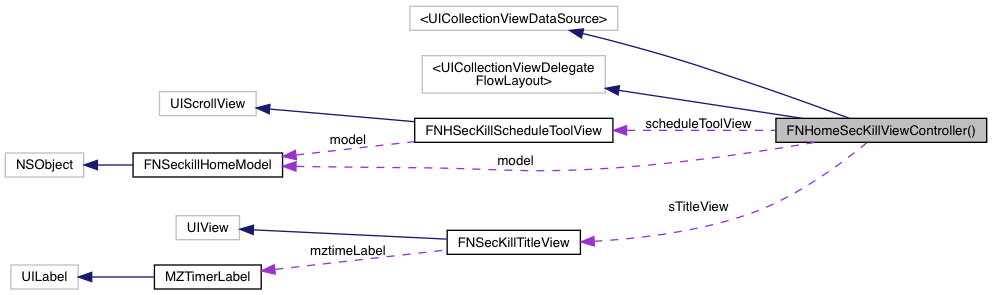 <UICollectionViewDataSource>
<UICollectionViewDelegate
FlowLayout>
UIScrollView
FNHSecKillScheduleToolView
scheduleToolView
FNHomeSecKillViewController()
model
NSObject
FNSeckillHomeModel
model
sTitleView
UIView
FNSecKillTitleView
mztimeLabel
UILabel
MZTimerLabel